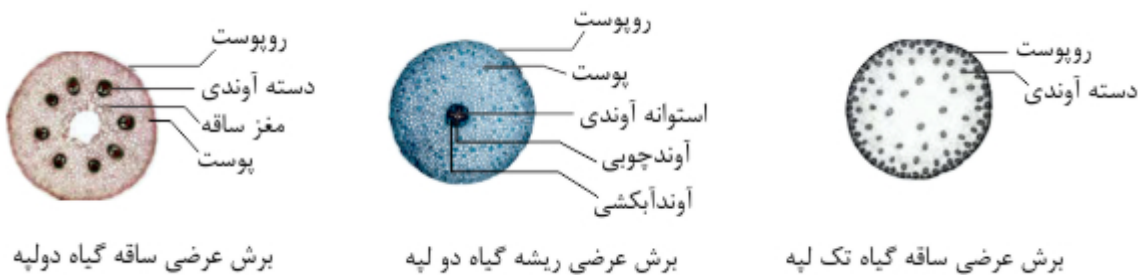 روپوست
دسته آوندی
روپوست
پوست
استوانه آوندی
آوندچوبی
آوندآبکشی
برش عرضی ساقه گیاه تک لپه
برش عرضی ریشه گیاه دو لپه
روپوست
دسته آوندی
مغز ساقه
پوست
برش عرضی ساقه گیاه دولپه